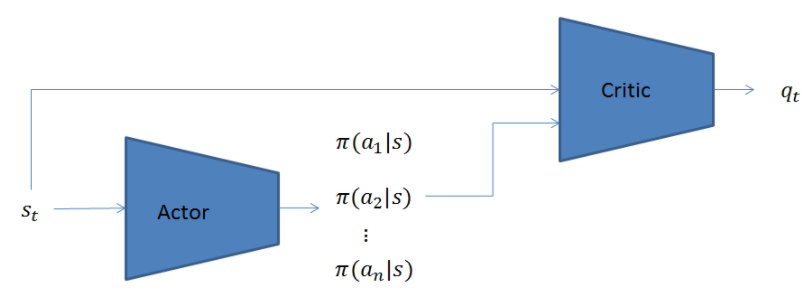 Critic
q_t
π(a_1|s)
π(a_2|s)
s_t
Actor
⋮
π(a_n|s)